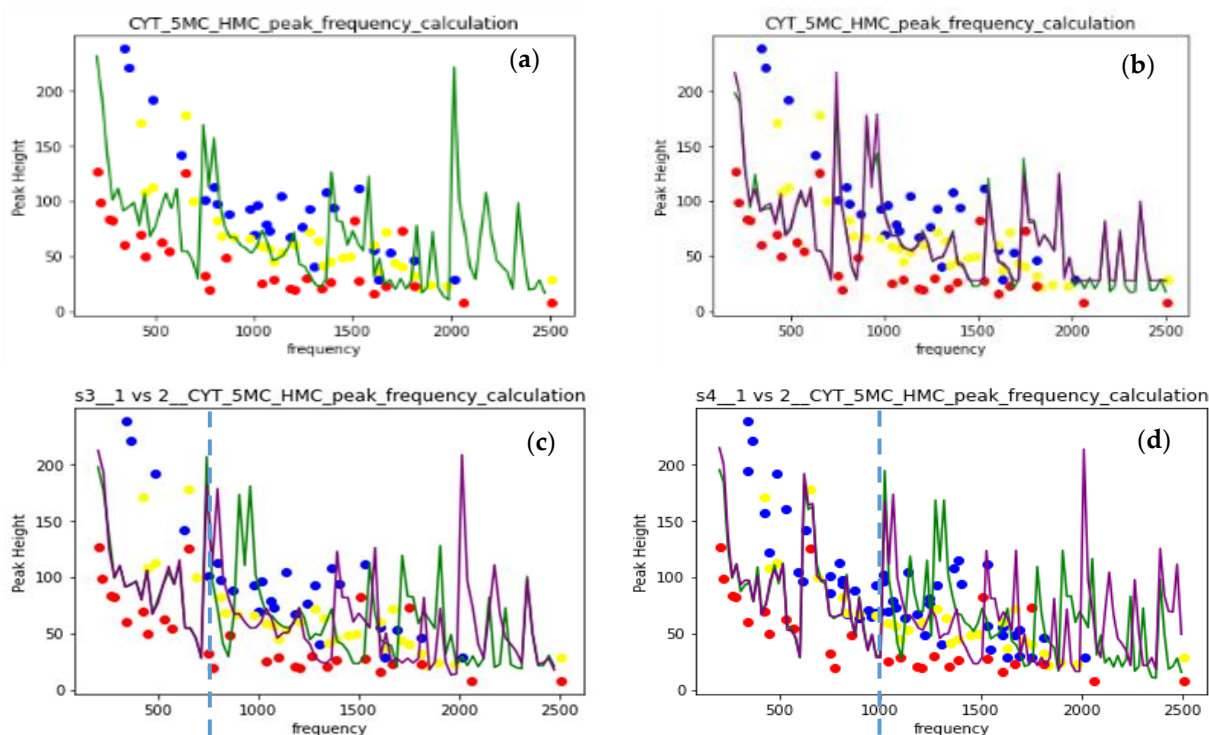 CYT_5MC_HMC_peak_frequency_calculation
(a)
Peak Height
200
150
100
50
0
500
1000
1500
2000
2500
frequency
CYT_5MC_HMC_peak_frequency_calculation
(b)
Peak Height
200
150
100
50
0
500
1000
1500
2000
2500
frequency
s3__1 vs 2__CYT_5MC_HMC_peak_frequency_calculation
(c)
Peak Height
200
150
100
50
0
500
1000
1500
2000
2500
frequency
s4__1 vs 2__CYT_5MC_HMC_peak_frequency_calculation
(d)
Peak Height
200
150
100
50
0
500
1000
1500
2000
2500
frequency